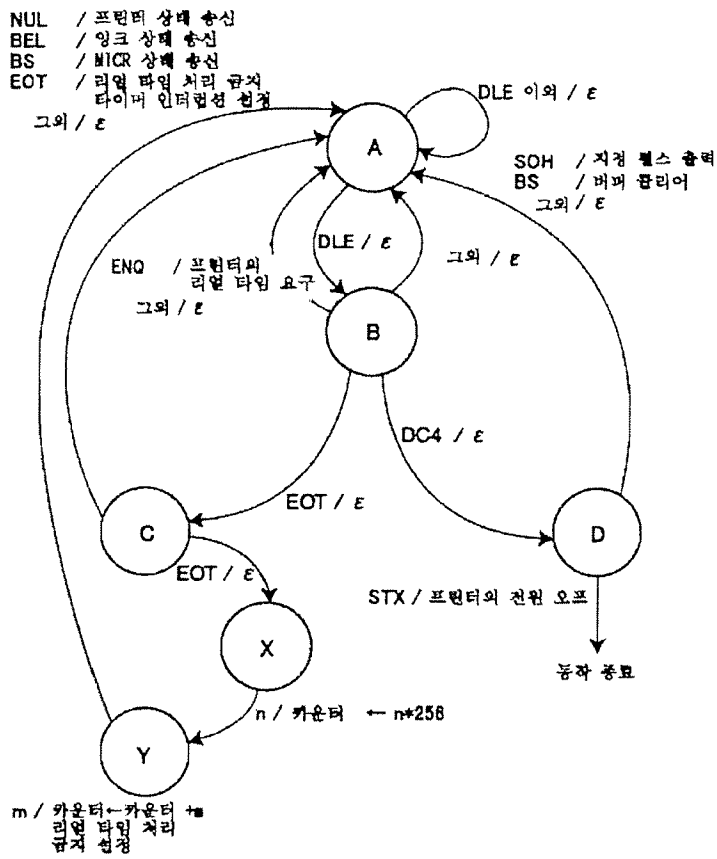 NUL / 프린터 상태 송신
BEL / 잉크 상태 송신
BS / MICR 상태 송신
EOT / 리얼 타임 처리 금지
타이머 인터럽션 설정
그외 / ε
A
DLE 이외 / ε
SOH / 지정 펄스 출력
BS / 버퍼 클리어
그외 / ε
DLE / ε
그외 / ε
ENQ / 프린터의
리얼 타임 요구
그외 / ε
B
DC4 / ε
EOT / ε
C
D
EOT / ε
STX / 프린터의 전원 오프
X
동작 종료
n / 카운터 ← n*256
Y
m / 카운터←카운터 +m
리얼 타임 처리
금지 설정